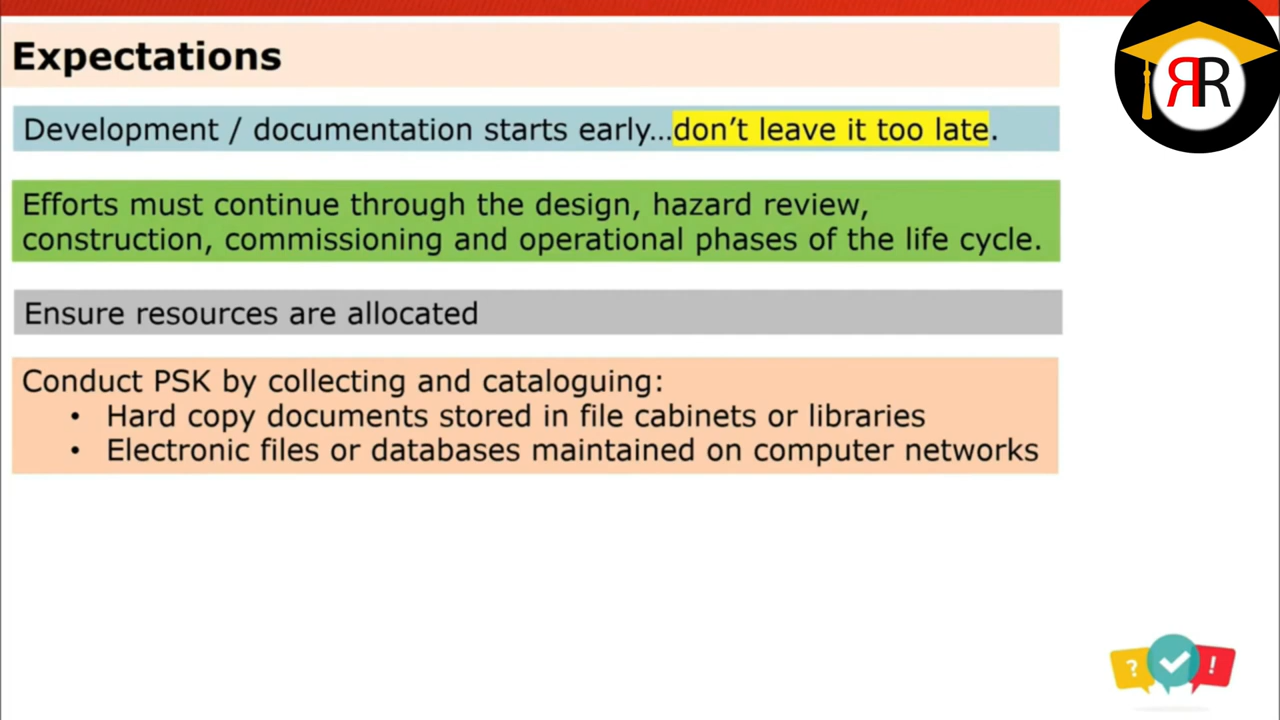 Expectations
Development / documentation starts early...don't leave it too late.
Efforts must continue through the design, hazard review,
construction, commissioning and operational phases of the life cycle.
Ensure resources are allocated
Conduct PSK by collecting and cataloguing:
• Hard copy documents stored in file cabinets or libraries
• Electronic files or databases maintained on computer networks
ЯR
? !